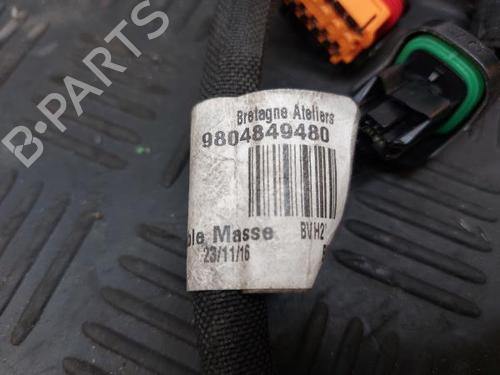 B-PARTS
Bretagne Ateliers
9804849480
Masse BVH2
23/11/16